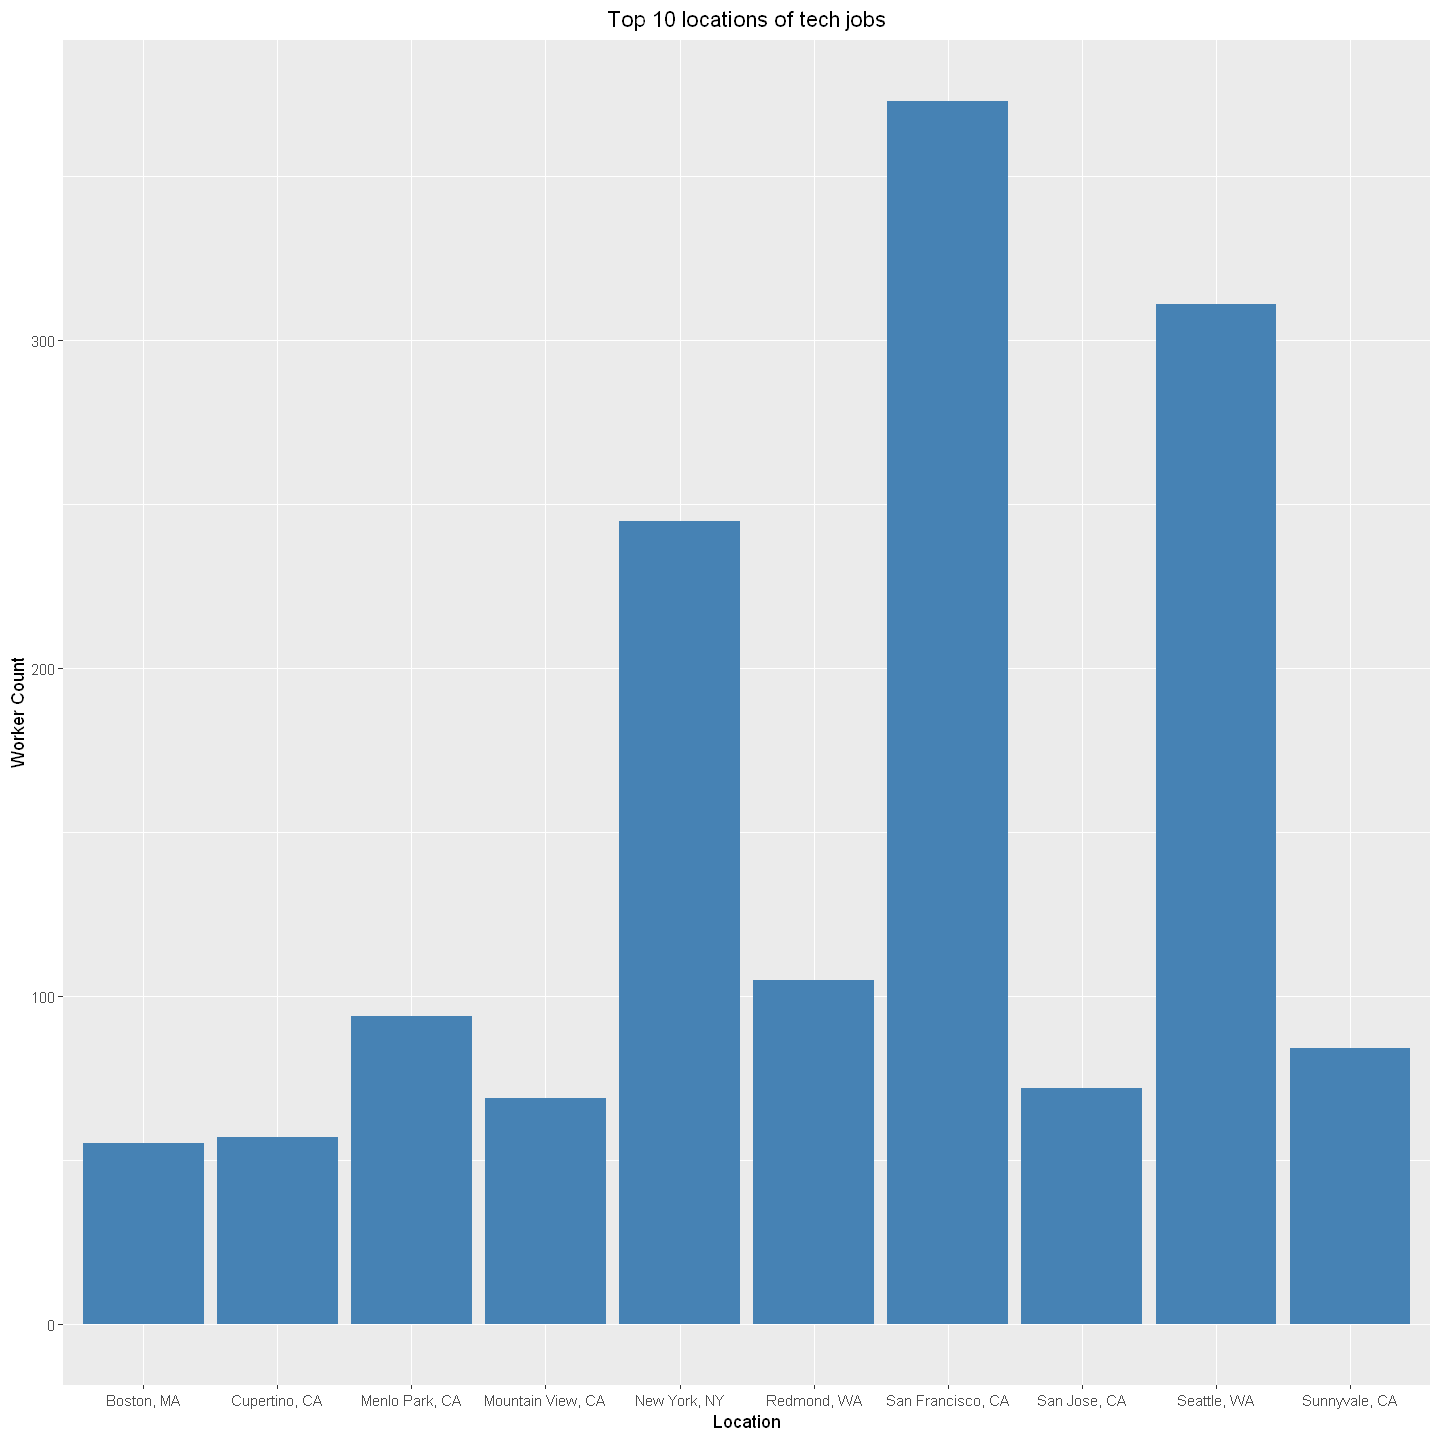 Top 10 locations of tech jobs
Worker Count
300
200
100
0
Boston, MA
Cupertino, CA
Menlo Park, CA
Mountain View, CA
New York, NY
Redmond, WA
San Francisco, CA
San Jose, CA
Seattle, WA
Sunnyvale, CA
Location